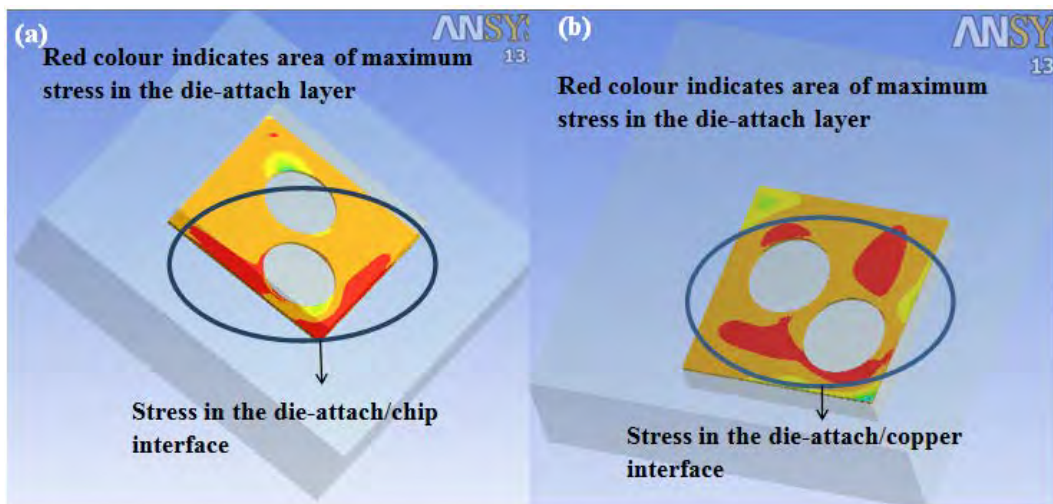 (a)
ANSYS
13.
Red colour indicates area of maximum
stress in the die-attach layer
Stress in the die-attach/chip
interface
(b)
ANSY
13.
Red colour indicates area of maximum
stress in the die-attach layer
Stress in the die-attach/copper
interface